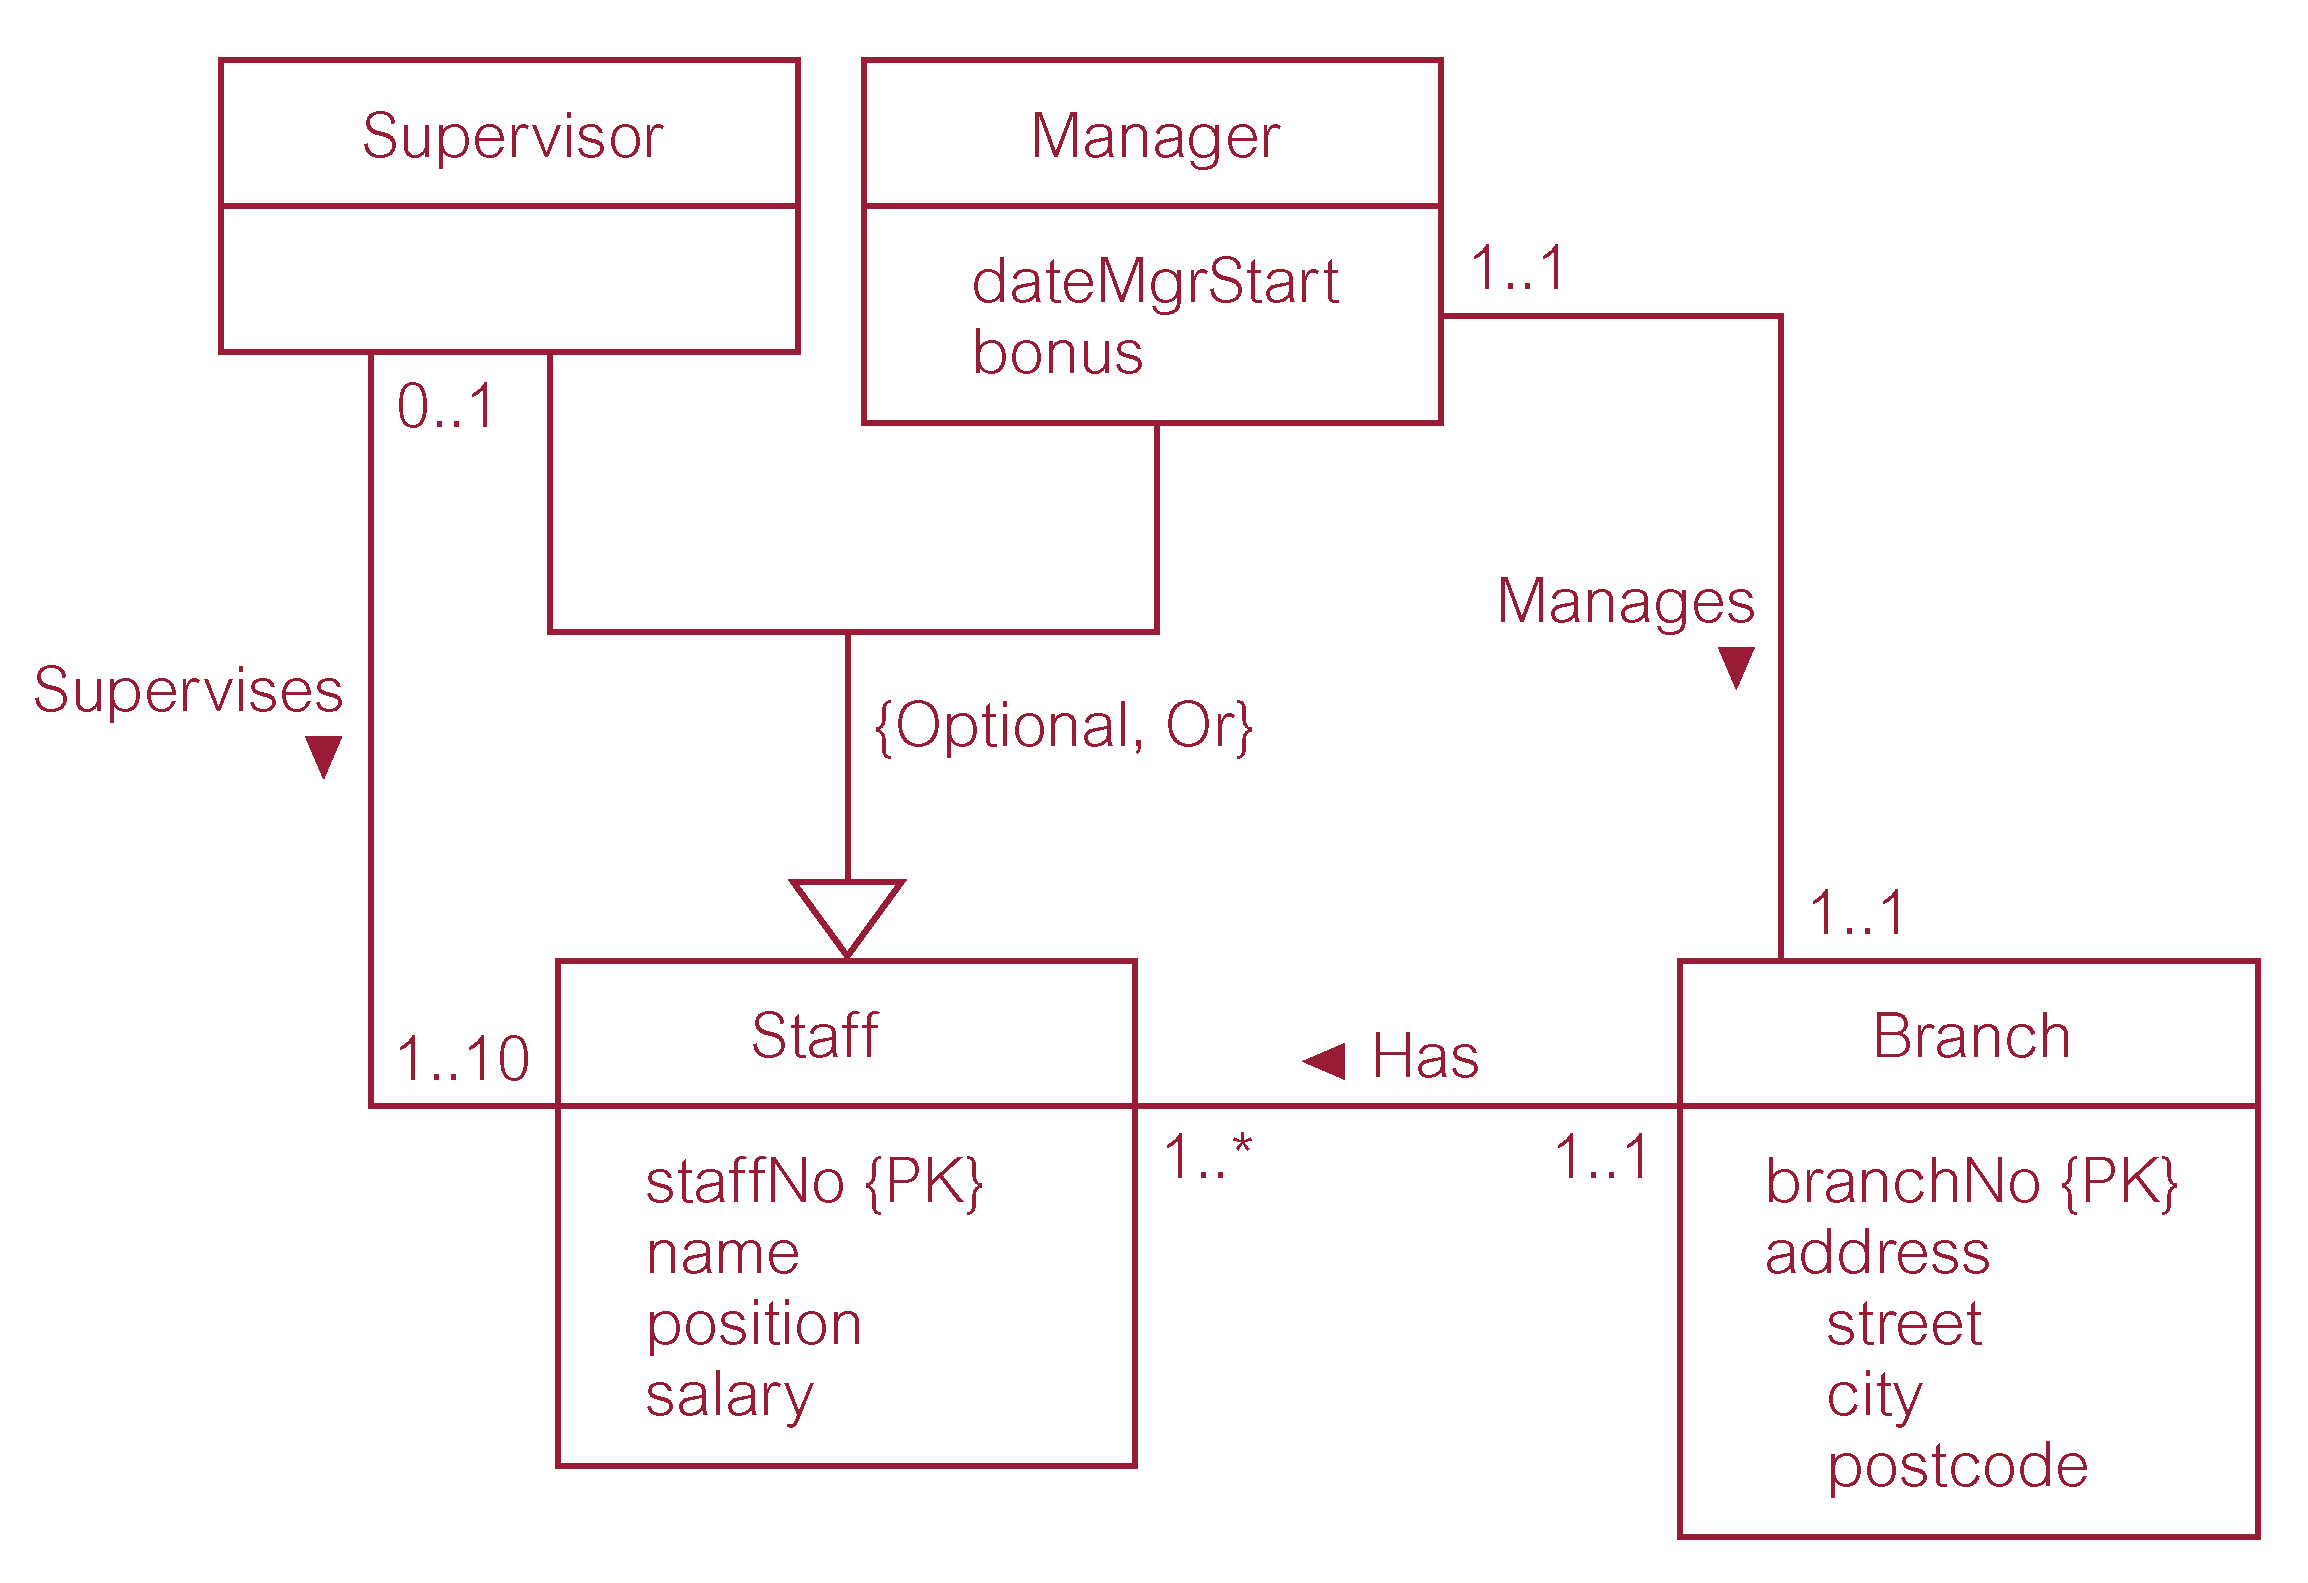 Supervisor
Manager
dateMgrStart
bonus
1..1
0..1
Manages
Supervises
{Optional, Or}
1..1
1..10
Staff
Has
Branch
1..*
1..1
staffNo {PK}
name
position
salary
branchNo {PK}
address
street
city
postcode